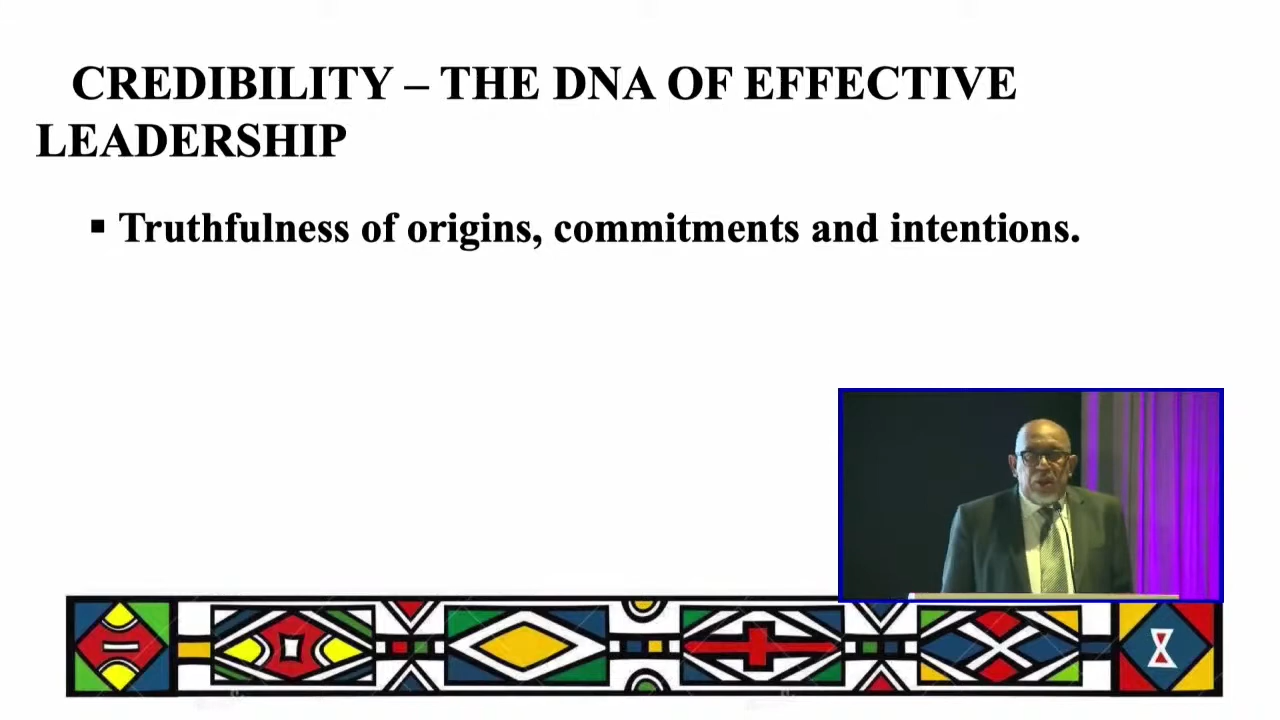 CREDIBILITY – THE DNA OF EFFECTIVE
LEADERSHIP
▪ Truthfulness of origins, commitments and intentions.